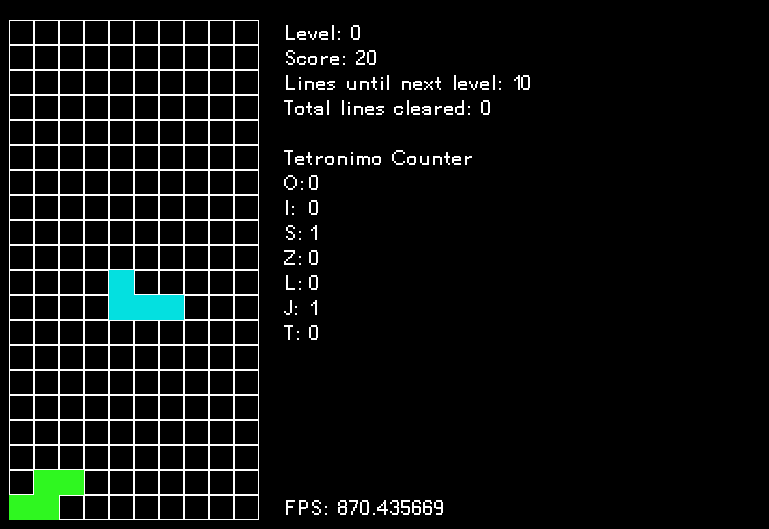 Level: 0
Score: 20
Lines until next level: 10
Total lines cleared: 0
Tetronimo Counter
O: 0
I: 0
S: 1
Z: 0
L: 0
J: 1
T: 0
FPS: 870.435669